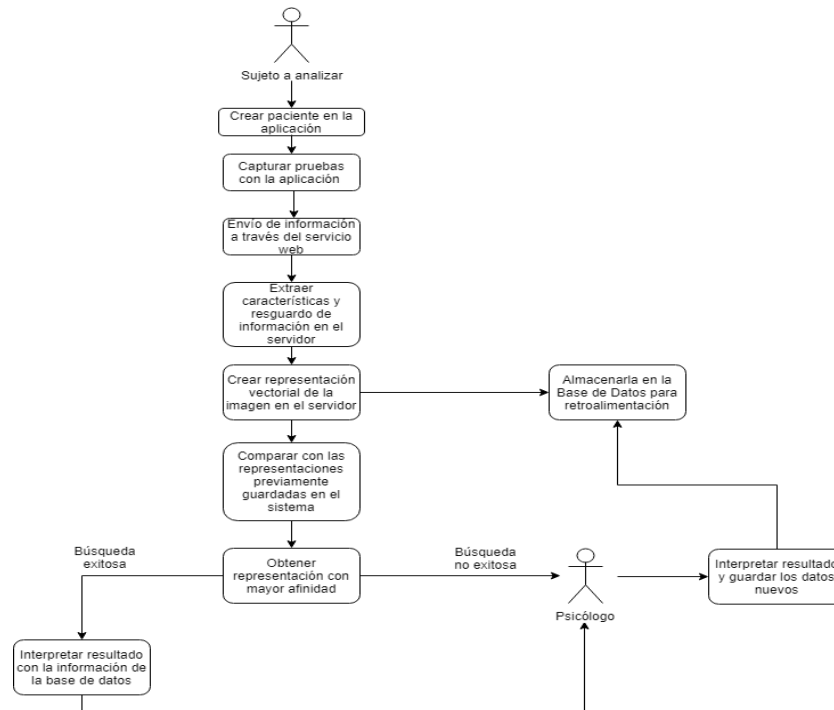 Sujeto a analizar
Crear paciente en la
aplicación
Capturar pruebas
con la aplicación
Envío de información
a través del servicio
web
Extraer
características y
resguardo de
información en el
servidor
Crear representación
vectorial de la
imagen en el servidor
Almacenarla en la
Base de Datos para
retroalimentación
Comparar con las
representaciones
previamente
guardadas en el
sistema
Búsqueda
exitosa
Obtener
representación con
mayor afinidad
Búsqueda
no exitosa
Psicólogo
Interpretar resultado
y guardar los datos
nuevos
Interpretar resultado
con la información de
la base de datos